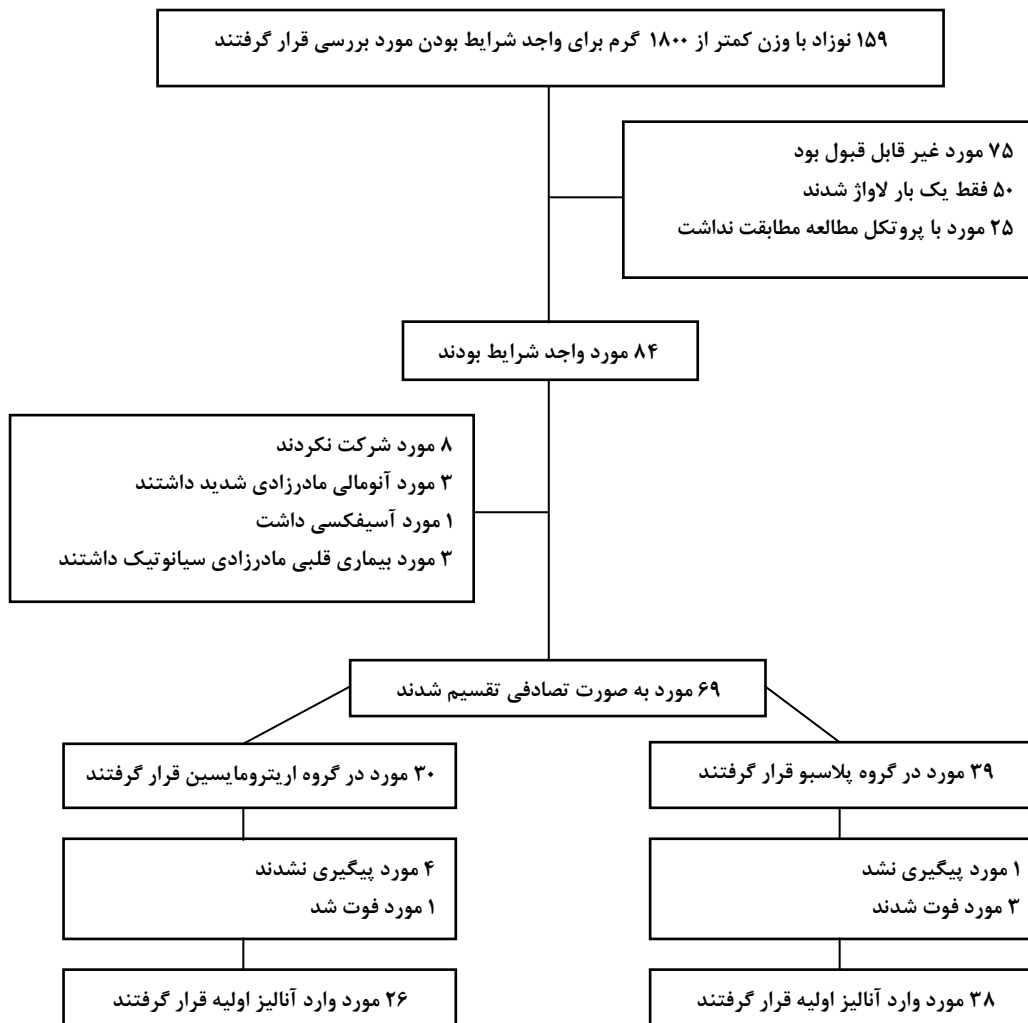 ۱۵۹ نوزاد با وزن کمتر از ۱۸۰۰ گرم برای واجد شرایط بودن مورد بررسی قرار گرفتند
۷۵ مورد غیر قابل قبول بود
۵۰ فقط یک بار لاواژ شدند
۲۵ مورد با پروتکل مطالعه مطابقت نداشت
۸۴ مورد واجد شرایط بودند
۸ مورد شرکت نکردند
۳ مورد آنومالی مادرزادی شدید داشتند
۱ مورد آسیفکسی داشت
۳ مورد بیماری قلبی مادرزادی سیانوتیک داشتند
۶۹ مورد به صورت تصادفی تقسیم شدند
۳۹ مورد در گروه پلاسبو قرار گرفتند
۳۰ مورد در گروه اریترومایسین قرار گرفتند
۱ مورد پیگیری نشد
۳ مورد فوت شدند
۴ مورد پیگیری نشدند
۱ مورد فوت شد
۳۸ مورد وارد آنالیز اولیه قرار گرفتند
۲۶ مورد وارد آنالیز اولیه قرار گرفتند